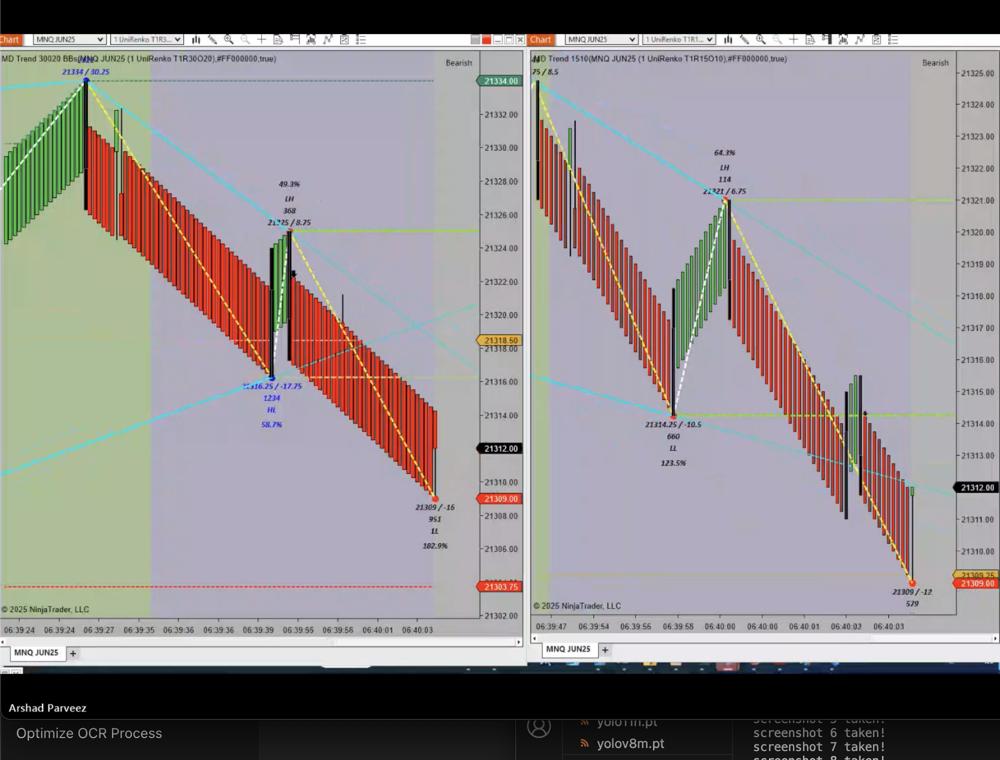 Chart MNQ JUN25 1 UniRenko T1R3...
MD Trend 30020 BBs(MNQ JUN25 (1 UniRenko T1R30O20),#FF000000,true)
21334 / 30.25
Bearish
21334.00
21332.00
21330.00
21328.00
21326.00
21324.00
21322.00
21320.00
21318.50
21318.00
21316.00
21314.00
21312.00
21310.00
21309.00
21308.00
21306.00
21303.75
21302.00
49.3%
LH
368
21325 / 8.75
21316.25 / -17.75
1234
HL
58.7%
21309 / -16
951
LL
182.9%
© 2025 NinjaTrader, LLC
06:39:24 06:39:24 06:39:27 06:39:35 06:39:36 06:39:39 06:39:39 06:39:55 06:39:55 06:40:01 06:40:03
MNQ JUN25 +
Chart MNQ JUN25 1 UniRenko T1R1...
MD Trend 1510(MNQ JUN25 (1 UniRenko T1R15O10),#FF000000,true)
75 / 8.5
Bearish
21325.00
21324.00
21323.00
21322.00
21321.00
21320.00
21319.00
21318.00
21317.00
21316.00
21315.00
21314.00
21313.00
21312.00
21311.00
21310.00
21309.00
64.3%
LH
114
21321 / 6.75
21314.25 / -10.5
660
LL
123.5%
21309 / -12
579
© 2025 NinjaTrader, LLC
06:39:47 06:39:54 06:39:55 06:39:55 06:40:00 06:40:00 06:40:01 06:40:02 06:40:03
MNQ JUN25 +
Arshad Parveez
Optimize OCR Process
yolo11n.pt
yolov8m.pt
screenshot 5 taken!
screenshot 6 taken!
screenshot 7 taken!
screenshot 8 taken!